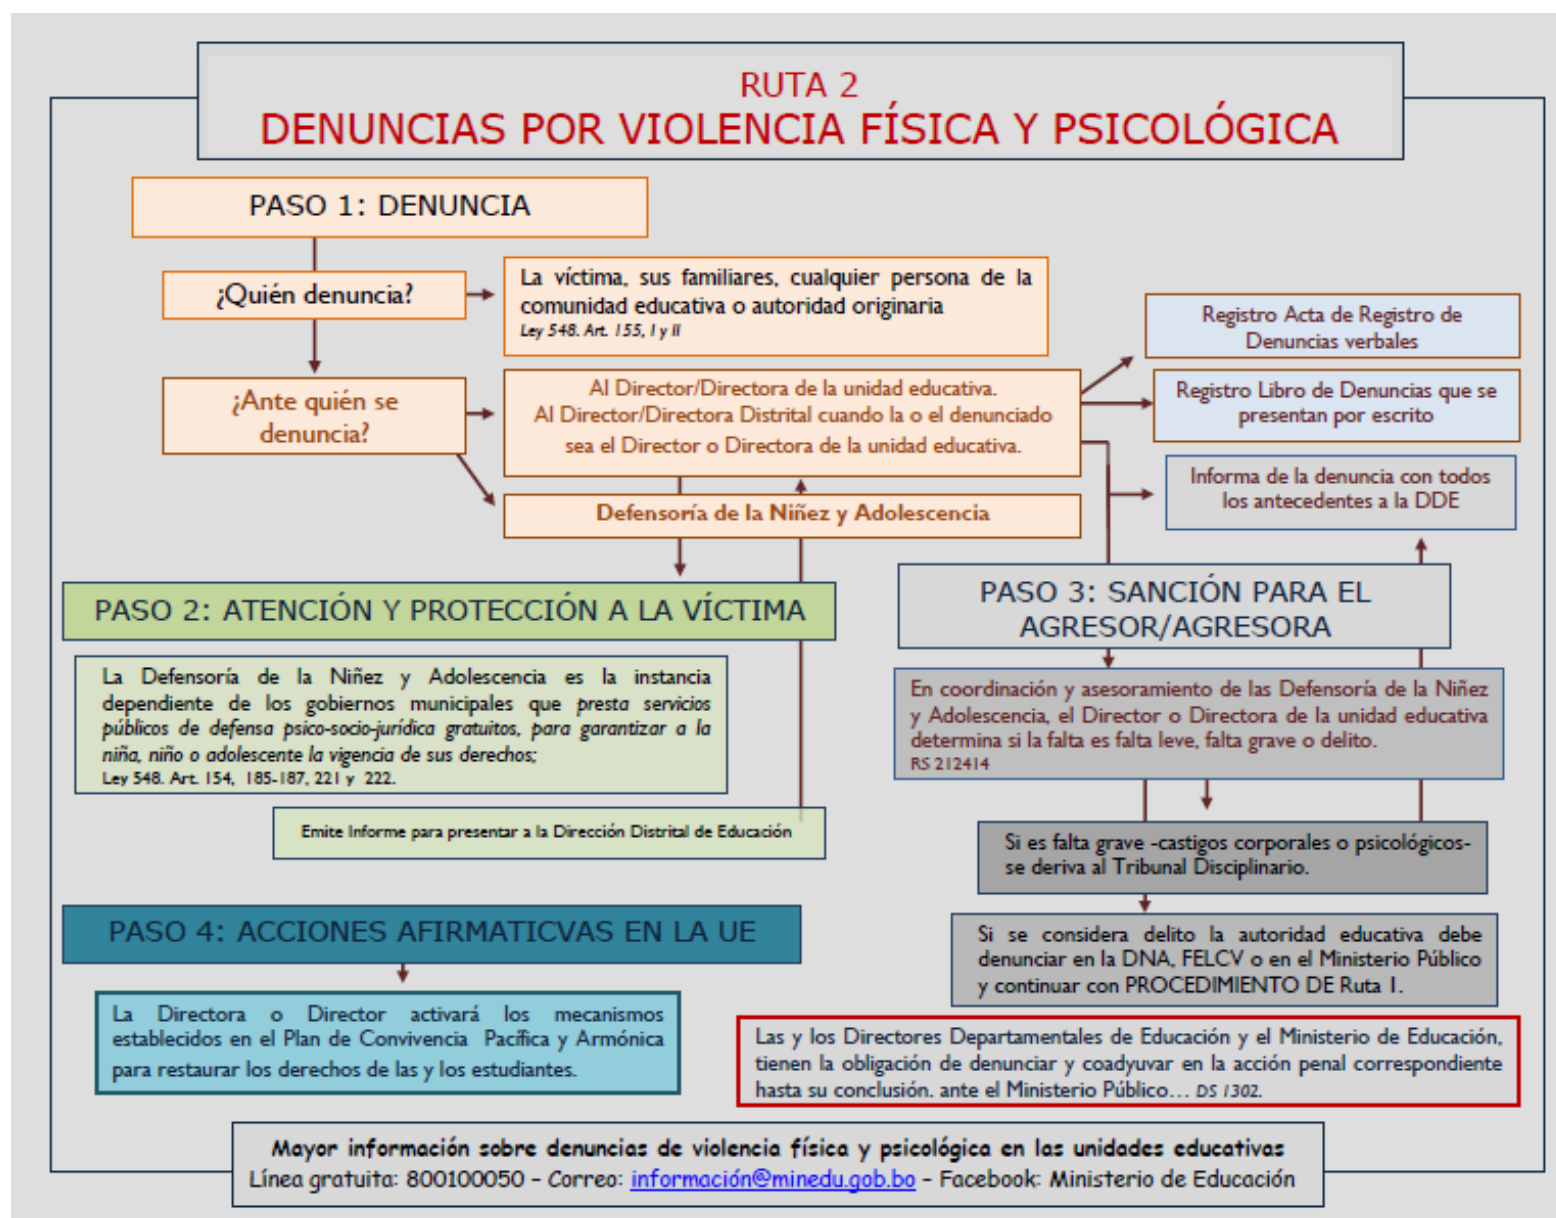 RUTA 2
DENUNCIAS POR VIOLENCIA FÍSICA Y PSICOLÓGICA
PASO 1: DENUNCIA
¿Quién denuncia?
La víctima, sus familiares, cualquier persona de la
comunidad educativa o autoridad originaria
Ley 548. Art. 155, I y II
¿Ante quién se
denuncia?
Al Director/Directora de la unidad educativa.
Al Director/Directora Distrital cuando la o el denunciado
sea el Director o Directora de la unidad educativa.
Defensoría de la Niñez y Adolescencia
Registro Acta de Registro de
Denuncias verbales
Registro Libro de Denuncias que se
presentan por escrito
Informa de la denuncia con todos
los antecedentes a la DDE
PASO 2: ATENCIÓN Y PROTECCIÓN A LA VÍCTIMA
La Defensoría de la Niñez y Adolescencia es la instancia
dependiente de los gobiernos municipales que presta servicios
públicos de defensa psico-socio-jurídica gratuitos, para garantizar a la
niña, niño o adolescente la vigencia de sus derechos;
Ley 548. Art. 154, 185-187, 221 y 222.
Emite Informe para presentar a la Dirección Distrital de Educación
PASO 3: SANCIÓN PARA EL
AGRESOR/AGRESORA
En coordinación y asesoramiento de las Defensoría de la Niñez
y Adolescencia, el Director o Directora de la unidad educativa
determina si la falta es falta leve, falta grave o delito.
RS 212414
Si es falta grave -castigos corporales o psicológicos-
se deriva al Tribunal Disciplinario.
Si se considera delito la autoridad educativa debe
denunciar en la DNA, FELCV o en el Ministerio Público
y continuar con PROCEDIMIENTO DE Ruta 1.
PASO 4: ACCIONES AFIRMATICVAS EN LA UE
La Directora o Director activará los mecanismos
establecidos en el Plan de Convivencia Pacífica y Armónica
para restaurar los derechos de las y los estudiantes.
Las y los Directores Departamentales de Educación y el Ministerio de Educación,
tienen la obligación de denunciar y coadyuvar en la acción penal correspondiente
hasta su conclusión. ante el Ministerio Público... DS 1302.
Mayor información sobre denuncias de violencia física y psicológica en las unidades educativas
Línea gratuita: 800100050 – Correo: información@minedu.gob.bo – Facebook: Ministerio de Educación